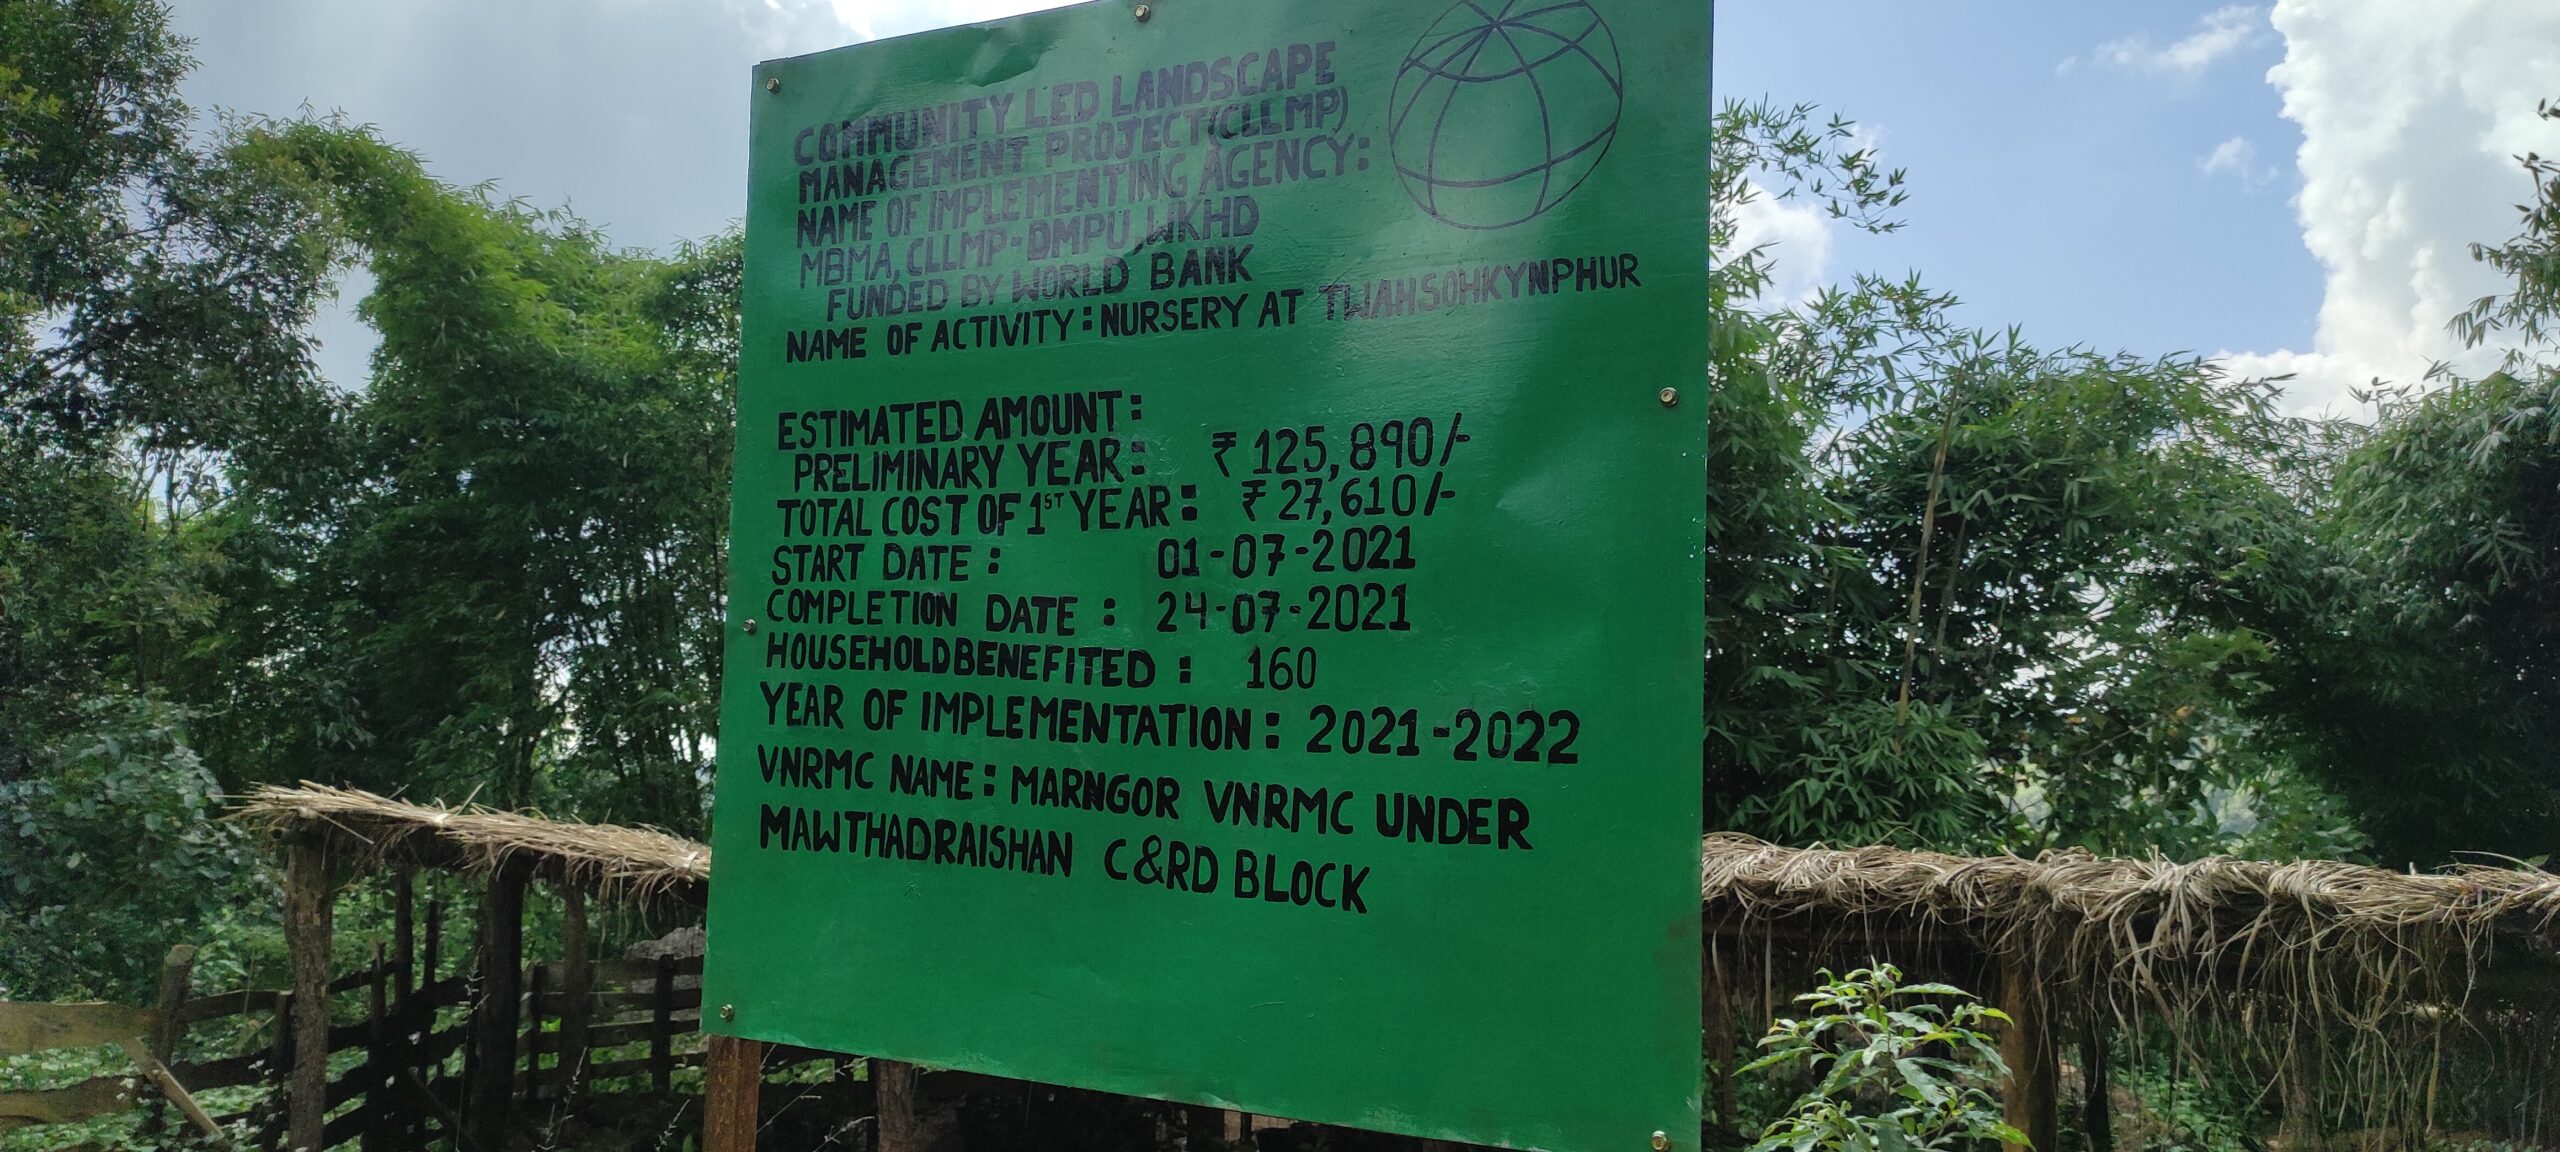 COMMUNITY LED LANDSCAPE
MANAGEMENT PROJECT(CLLMP)
NAME OF IMPLEMENTING AGENCY:
MBMA, CLLMP-DMPU, WKHD
FUNDED BY WORLD BANK
NAME OF ACTIVITY: NURSERY AT TWAHSOHKYNPHUR
ESTIMATED AMOUNT:
PRELIMINARY YEAR: ₹ 125,890/-
TOTAL COST OF 1ST YEAR: ₹ 27,610/-
START DATE: 01-07-2021
COMPLETION DATE: 24-07-2021
HOUSEHOLDBENEFITED: 160
YEAR OF IMPLEMENTATION: 2021-2022
VNRMC NAME: MARNGOR VNRMC UNDER
MAWTHADRAISHAN C&RD BLOCK